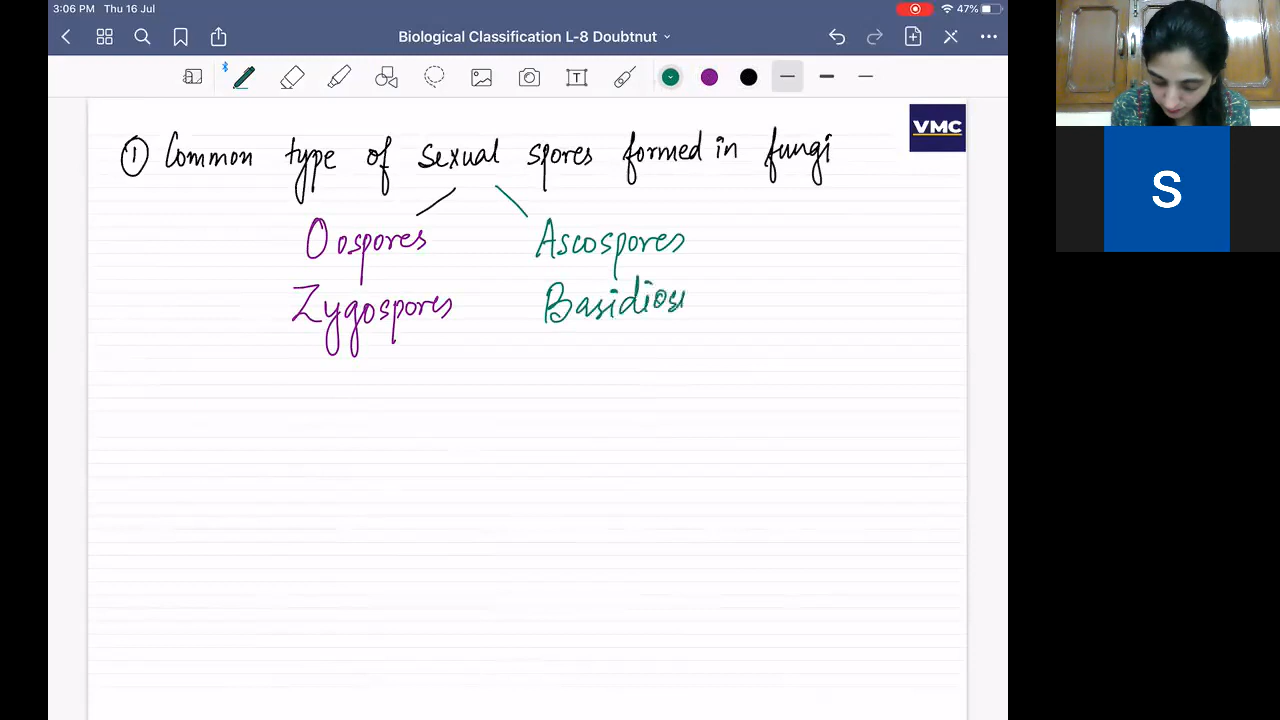 3:06 PM Thu 16 Jul
47%
Biological Classification L-8 Doubtnut
T
VMC
① Common type of sexual spores formed in fungi
Oospores Ascospores
Zygospores
S